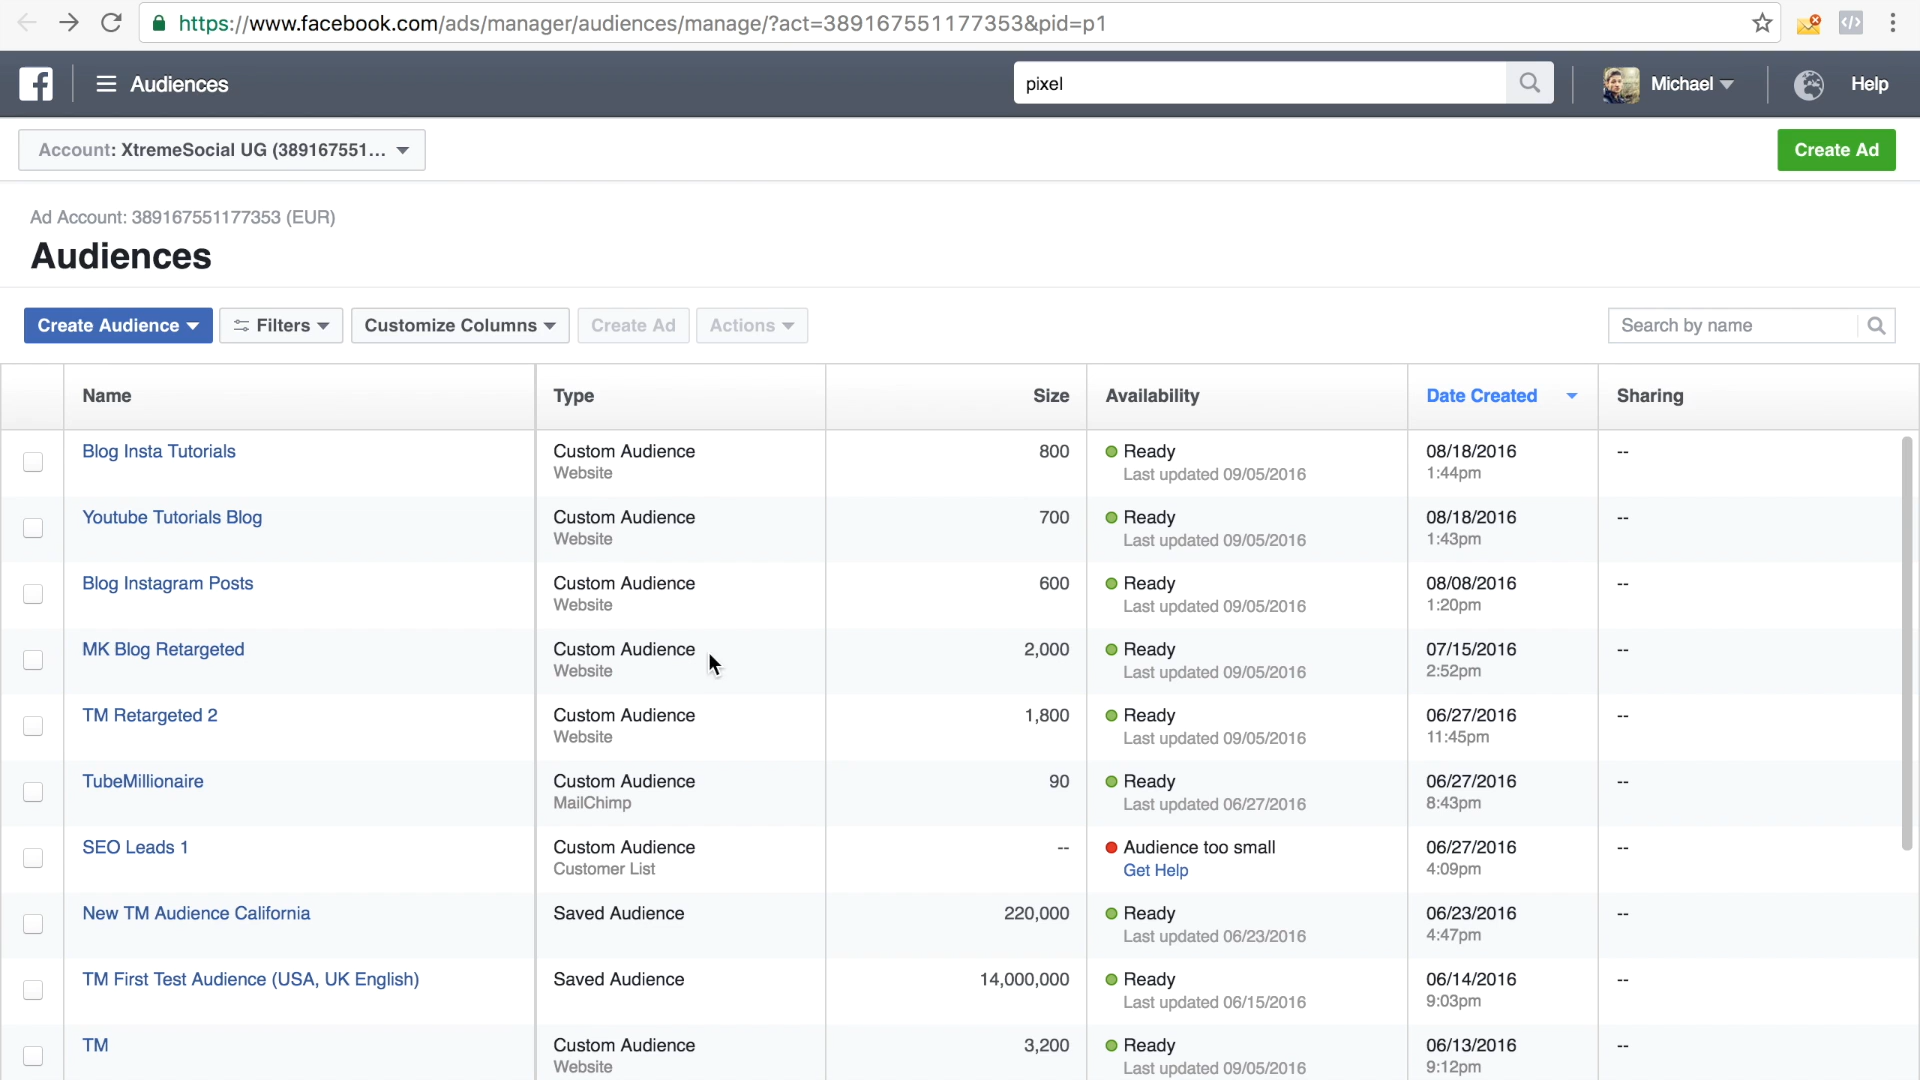 https://www.facebook.com/ads/manager/audiences/manage/?act=389167551177353&pid=p1
Audiences
pixel
Michael
Help
Account: XtremeSocial UG (389167551...
Create Ad
Ad Account: 389167551177353 (EUR)
Audiences
Create Audience
Filters
Customize Columns
Create Ad
Actions
Search by name
Name Type Size Availability Date Created Sharing
Blog Insta Tutorials Custom Audience 800 Ready 08/18/2016 --
Website Last updated 09/05/2016 1:44pm
Youtube Tutorials Blog Custom Audience 700 Ready 08/18/2016 --
Website Last updated 09/05/2016 1:43pm
Blog Instagram Posts Custom Audience 600 Ready 08/08/2016 --
Website Last updated 09/05/2016 1:20pm
MK Blog Retargeted Custom Audience 2,000 Ready 07/15/2016 --
Website Last updated 09/05/2016 2:52pm
TM Retargeted 2 Custom Audience 1,800 Ready 06/27/2016 --
Website Last updated 09/05/2016 11:45pm
TubeMillionaire Custom Audience 90 Ready 06/27/2016 --
MailChimp Last updated 06/27/2016 8:43pm
SEO Leads 1 Custom Audience -- Audience too small 06/27/2016 --
Customer List Get Help 4:09pm
New TM Audience California Saved Audience 220,000 Ready 06/23/2016 --
Last updated 06/23/2016 4:47pm
TM First Test Audience (USA, UK English) Saved Audience 14,000,000 Ready 06/14/2016 --
Last updated 06/15/2016 9:03pm
TM Custom Audience 3,200 Ready 06/13/2016 --
Website Last updated 09/05/2016 9:12pm